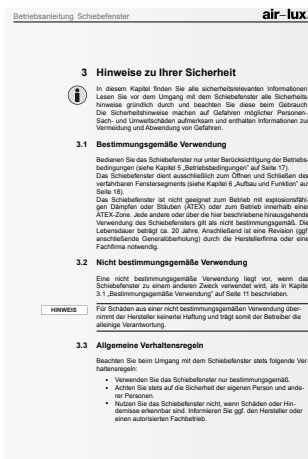 Betriebsanleitung Schiebefenster
air–lux
3 Hinweise zu Ihrer Sicherheit
In diesem Kapitel finden Sie alle sicherheitsrelevanten Informationen.
Lesen Sie vor dem Umgang mit dem Schiebefenster alle Sicherheits-
hinweise gründlich durch und beachten Sie diese beim Gebrauch.
Die Sicherheitshinweise machen auf Gefahren möglicher Personen-,
Sach- und Umweltschäden aufmerksam und enthalten Informationen zur
Vermeidung und Abwendung von Gefahren.
3.1 Bestimmungsgemäße Verwendung
Bedienen Sie das Schiebefenster nur unter Berücksichtigung der Betriebs-
bedingungen (siehe Kapitel 5 „Betriebsbedingungen" auf Seite 17).
Das Schiebefenster dient ausschließlich zum Öffnen und Schließen des
verfahrbaren Fenstersegments (siehe Kapitel 6 „Aufbau und Funktion" auf
Seite 18).
Das Schiebefenster ist nicht geeignet zum Betrieb mit explosionsfähi-
gen Dämpfen oder Stäuben (ATEX) oder zum Betrieb innerhalb einer
ATEX-Zone. Jede andere oder über die hier beschriebene hinausgehende
Verwendung des Schiebefensters gilt als nicht bestimmungsgemäß. Die
Lebensdauer beträgt ca. 20 Jahre. Anschließend ist eine Revision (ggf.
anschließende Generalüberholung) durch die Herstellerfirma oder eine
Fachfirma notwendig.
3.2 Nicht bestimmungsgemäße Verwendung
Eine nicht bestimmungsgemäße Verwendung liegt vor, wenn das
Schiebefenster zu einem anderen Zweck verwendet wird, als in Kapitel
3.1 „Bestimmungsgemäße Verwendung" auf Seite 11 beschrieben.
HINWEIS
Für Schäden aus einer nicht bestimmungsgemäßen Verwendung über-
nimmt der Hersteller keinerlei Haftung und trägt somit der Betreiber die
alleinige Verantwortung.
3.3 Allgemeine Verhaltensregeln
Beachten Sie beim Umgang mit dem Schiebefenster stets folgende Ver-
haltensregeln:
• Verwenden Sie das Schiebefenster nur bestimmungsgemäß.
• Achten Sie stets auf die Sicherheit der eigenen Person und ande-
rer Personen.
• Nutzen Sie das Schiebefenster nicht, wenn Schäden oder Hin-
dernisse erkennbar sind. Informieren Sie ggf. den Hersteller oder
einen autorisierten Fachbetrieb.